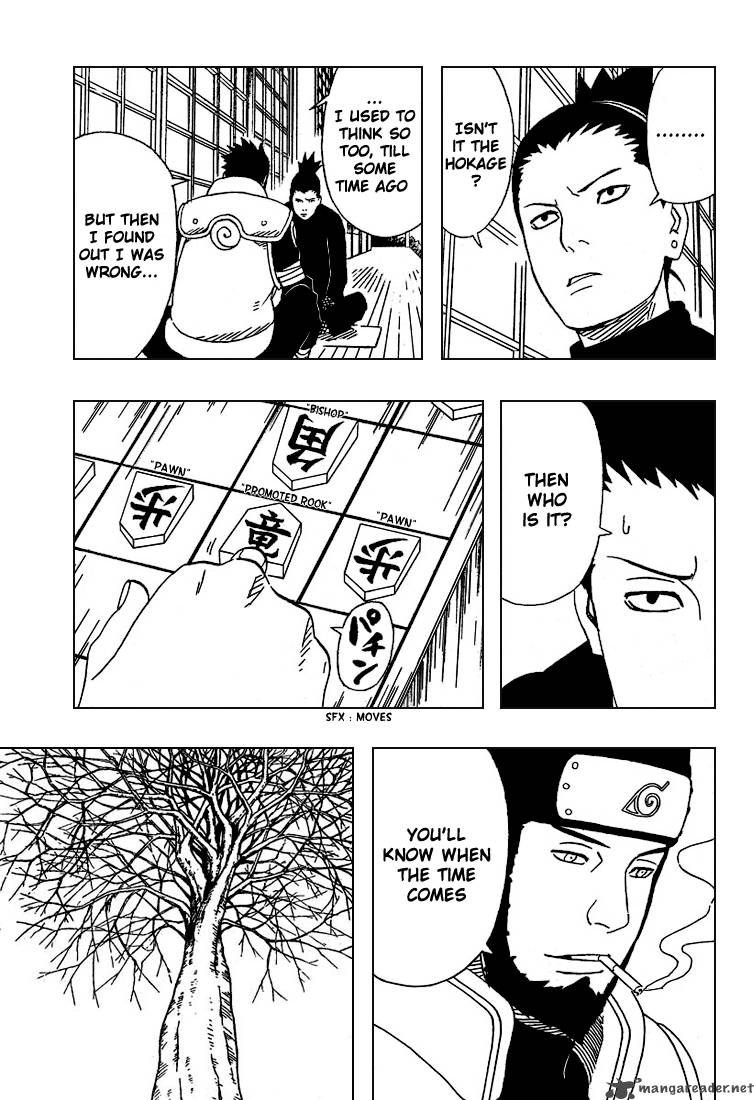 .........
ISN'T
IT THE
HOKAGE
?
...
I USED TO
THINK SO
TOO, TILL
SOME
TIME AGO
BUT THEN
I FOUND
OUT I WAS
WRONG...
THEN
WHO
IS IT?
"BISHOP"
角
"PAWN"
歩
"PROMOTED ROOK"
竜
"PAWN"
歩
パチン
SFX : MOVES
YOU'LL
KNOW WHEN
THE TIME
COMES
mangareader.net